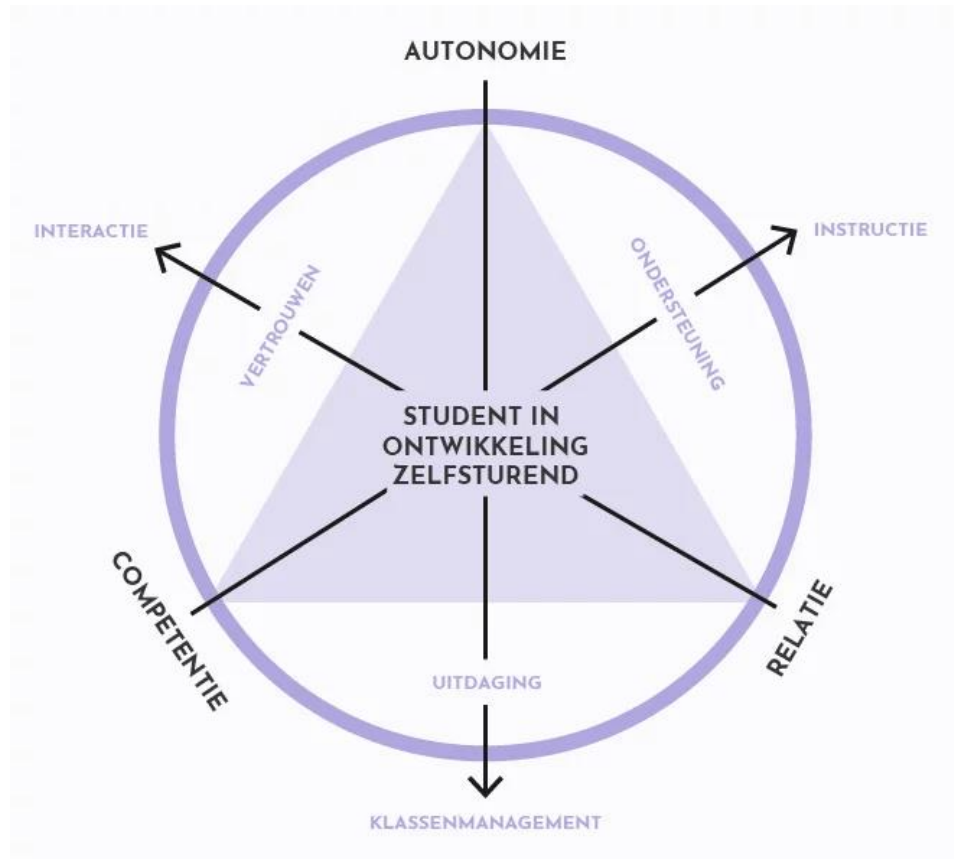 AUTONOMIE
INTERACTIE
INSTRUCTIE
VERTROUWEN
ONDERSTEUNING
STUDENT IN
ONTWIKKELING
ZELFSTUREND
COMPETENTIE
RELATIE
UITDAGING
KLASSENMANAGEMENT